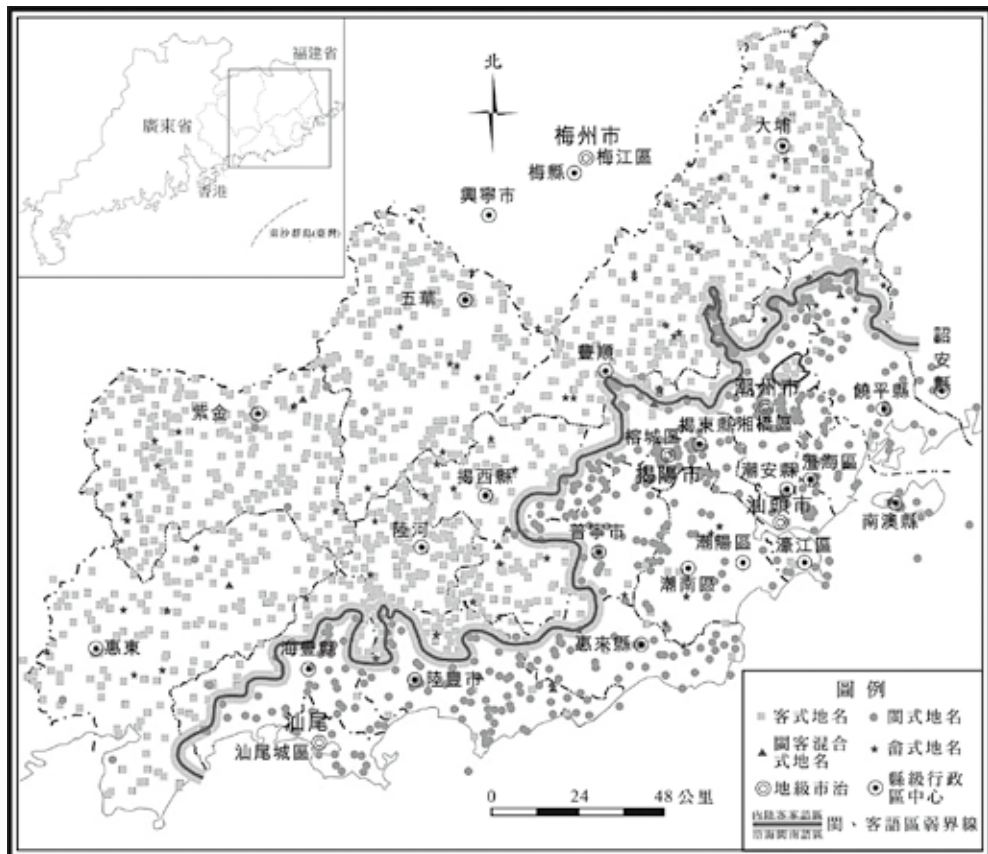 福建省
廣東省
香港
東沙群島(臺灣)
北
梅州市
梅江區
梅縣
興寧市
大埔
五華
豐順
詔安縣
紫金
潮州市
饒平縣
揭東縣
湘橋區
榕城區
揭陽市
揭西縣
潮安縣
澄海區
汕頭市
南澳縣
陸河
普寧市
潮陽區
濠江區
潮南區
惠東
海豐縣
惠來縣
陸豐市
汕尾
汕尾城區
0 24 48 公里
圖例
客式地名
閩式地名
閩客混合
式地名
畲式地名
地級市治
縣級行政
區中心
內陸客家語區
沿海閩南語區
閩、客語區弱界線